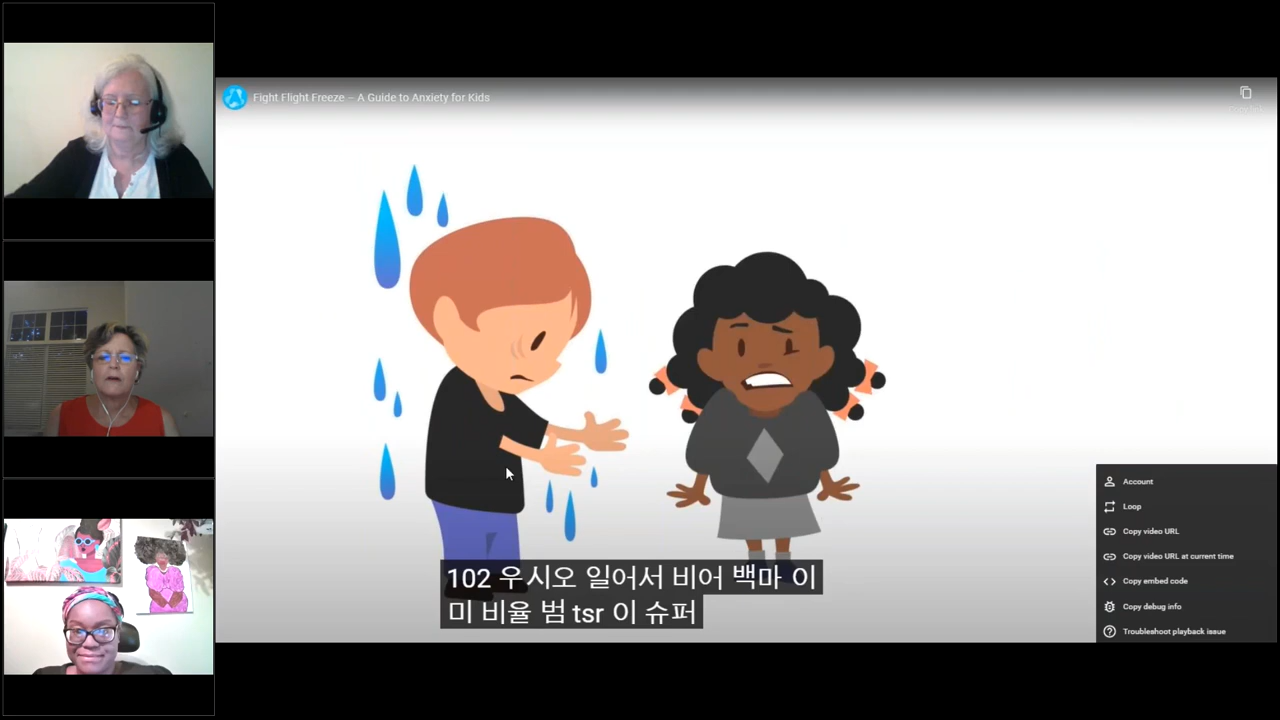 Fight Flight Freeze – A Guide to Anxiety for Kids
102 우시오 일어서 비어 백마 이
미 비율 범 tsr 이 슈퍼
Account
Loop
Copy video URL
Copy video URL at current time
Copy embed code
Copy debug info
Troubleshoot playback issue